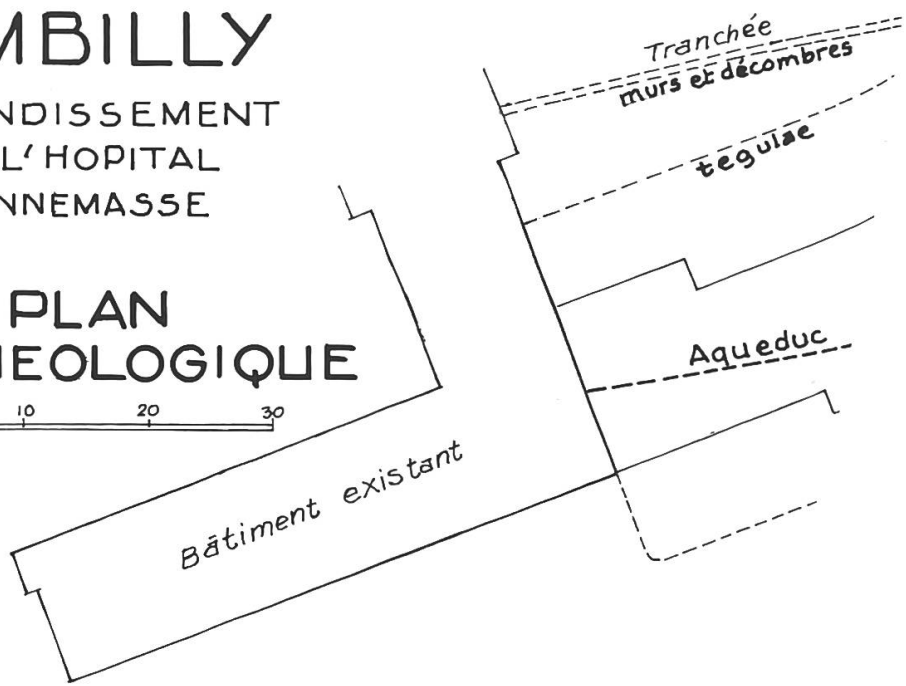 MBILLY
NDISSEMENT
L'HOPITAL
NNEMASSE
PLAN
HEOLOGIQUE
10 20 30
Tranchée
murs et décombres
tegulae
Aqueduc
Bâtiment existant